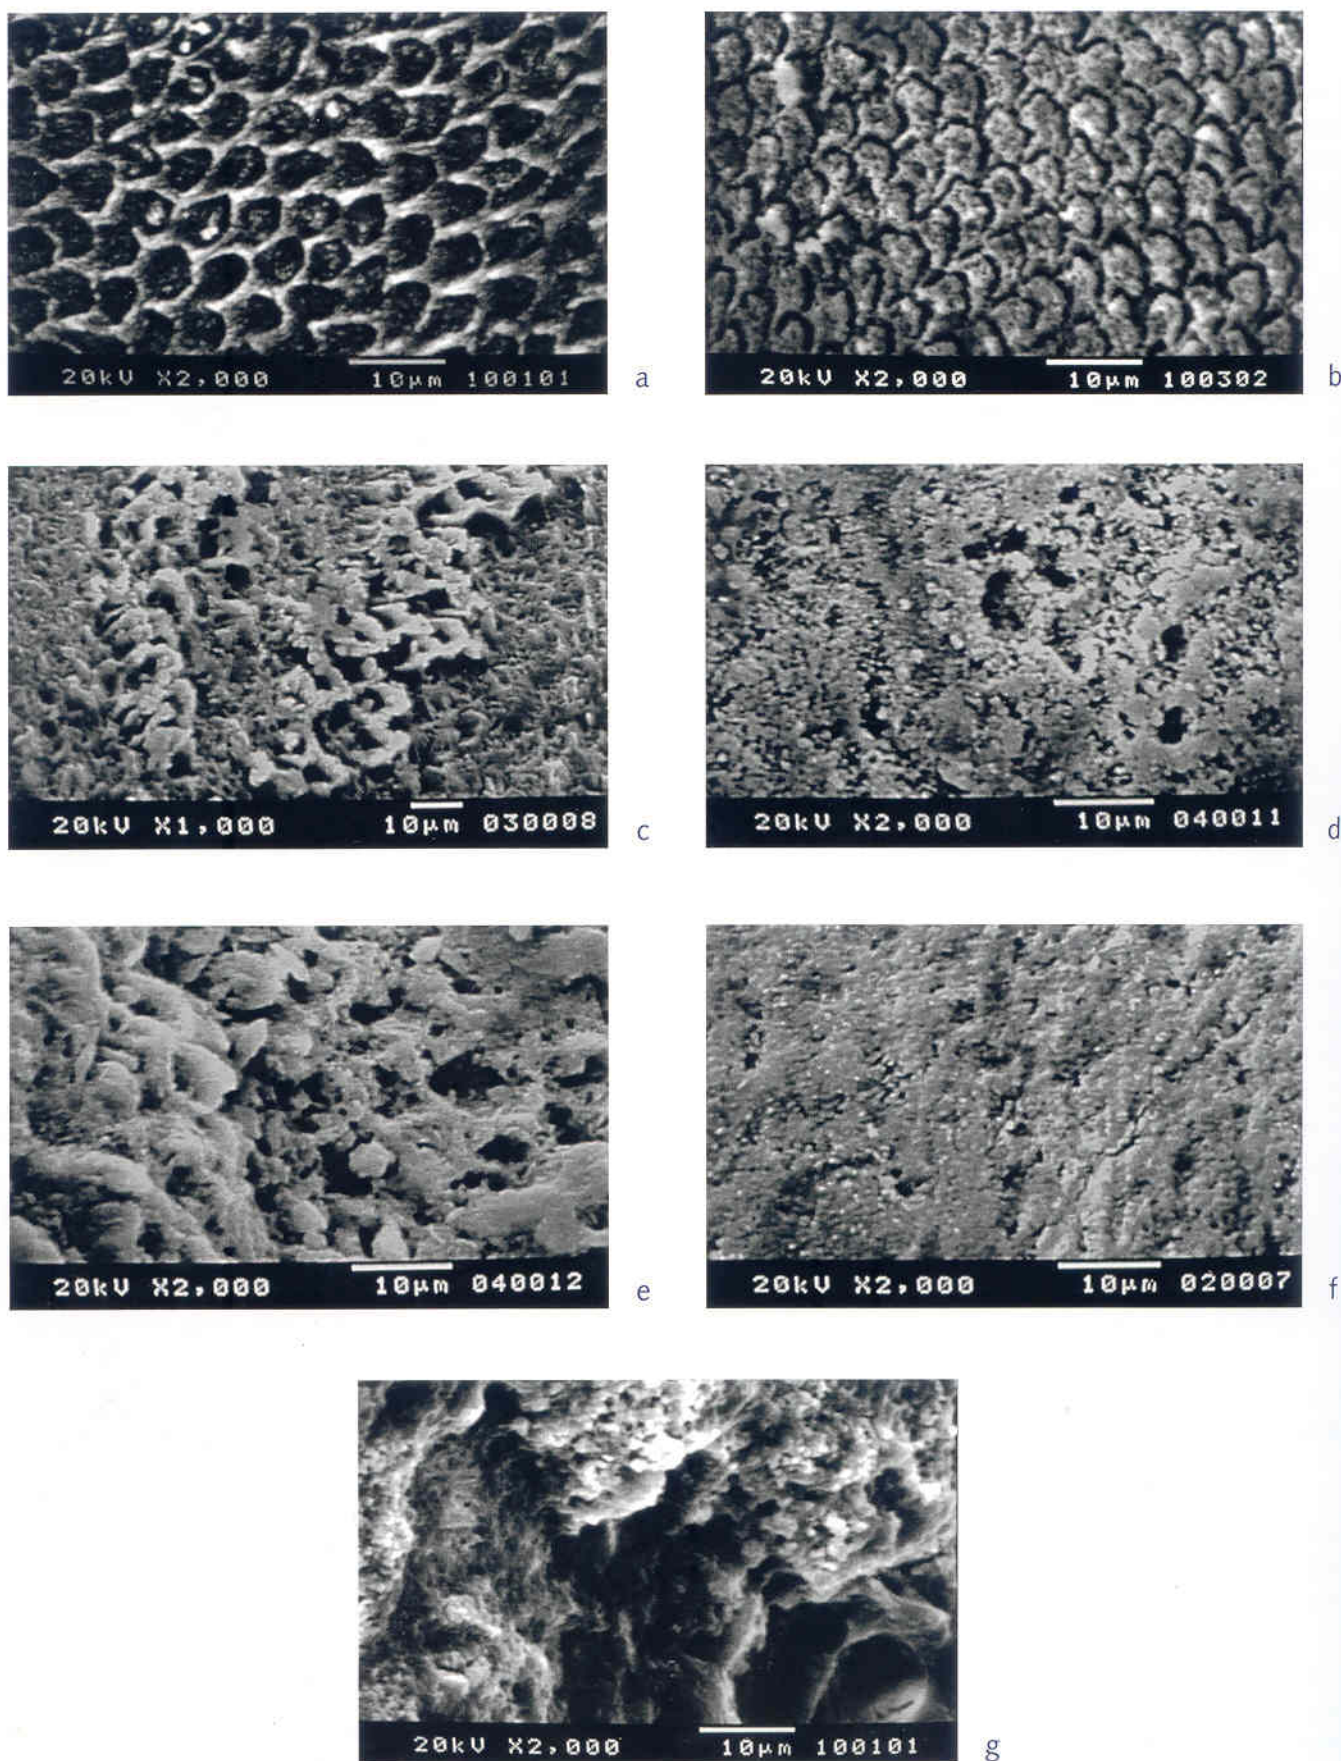 20kV X2,000 10µm 100101 a
20kV X2,000 10µm 100302 b
20kV X1,000 10µm 030008 c
20kV X2,000 10µm 040011 d
20kV X2,000 10µm 040012 e
20kV X2,000 10µm 020007 f
20kV X2,000 10µm 100101 g